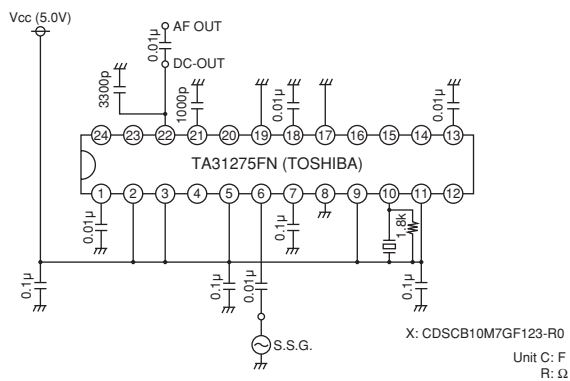 Vcc (5.0V)
AF OUT
0.01μ
DC-OUT
3300p
1000p
0.01μ
0.01μ
24 23 22 21 20 19 18 17 16 15 14 13
TA31275FN (TOSHIBA)
1 2 3 4 5 6 7 8 9 10 11 12
0.01μ
0.1μ
1.8k
0.1μ
0.1μ
0.01μ
0.1μ
S.S.G.
X: CDSCB10M7GF123-R0
Unit C: F
R: Ω